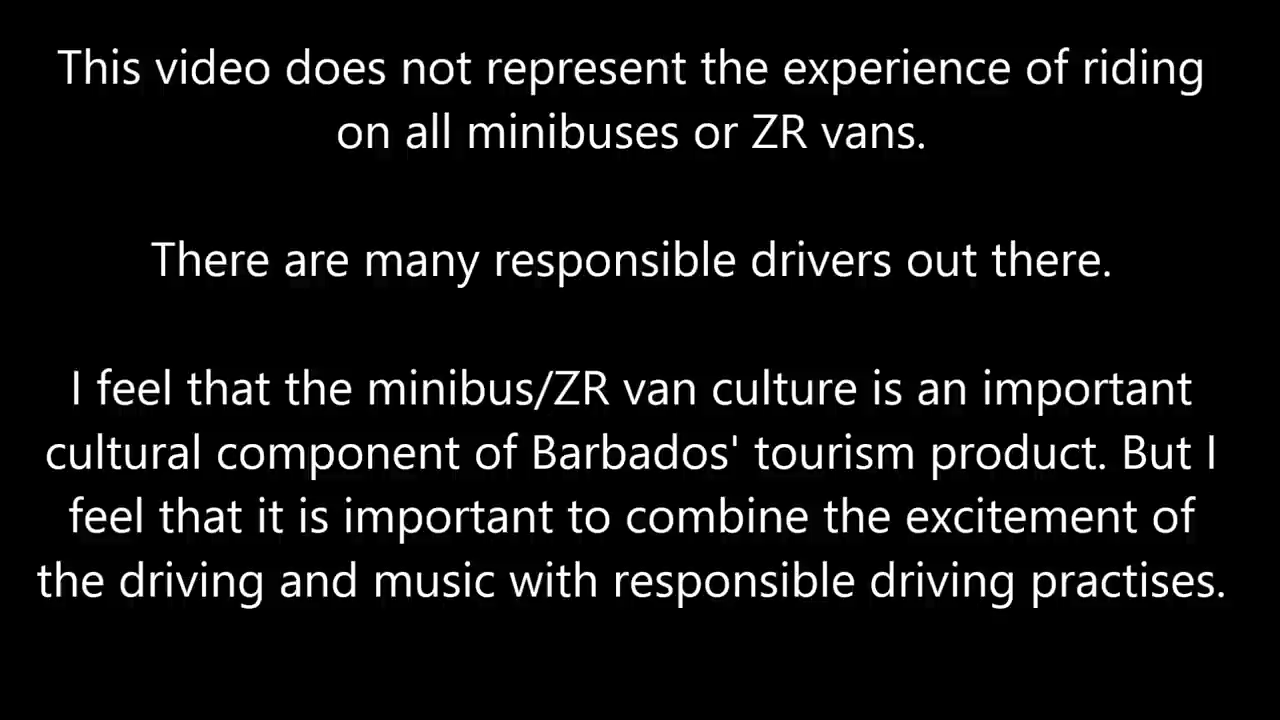 This video does not represent the experience of riding
on all minibuses or ZR vans.
There are many responsible drivers out there.
I feel that the minibus/ZR van culture is an important
cultural component of Barbados' tourism product. But I
feel that it is important to combine the excitement of
the driving and music with responsible driving practises.